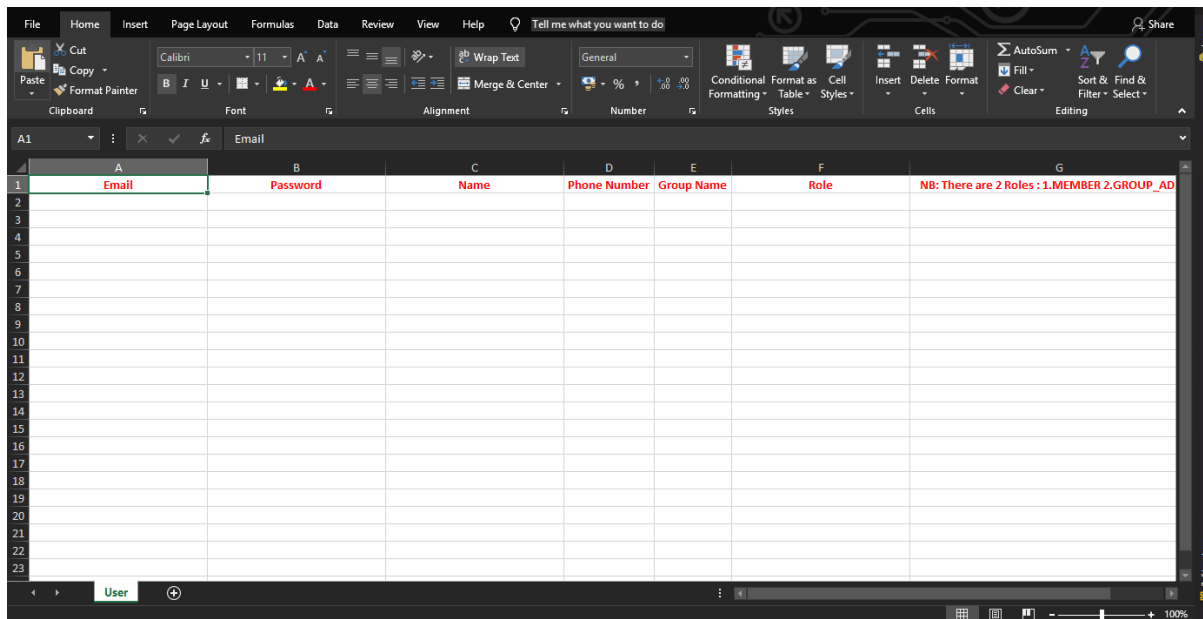 File Home Insert Page Layout Formulas Data Review View Help Tell me what you want to do Share
Paste
Cut
Copy
Format Painter
Clipboard
Calibri 11
B I U
Font
Wrap Text
Merge & Center
Alignment
General
% ,
Number
Conditional Formatting
Format as Table
Cell Styles
Styles
Insert Delete Format
Cells
AutoSum
Fill
Clear
Sort & Filter
Find & Select
Editing
A1 fx Email
A B C D E F G
1 Email Password Name Phone Number Group Name Role NB: There are 2 Roles : 1.MEMBER 2.GROUP_AD
2
3
4
5
6
7
8
9
10
11
12
13
14
15
16
17
18
19
20
21
22
23
User
100%